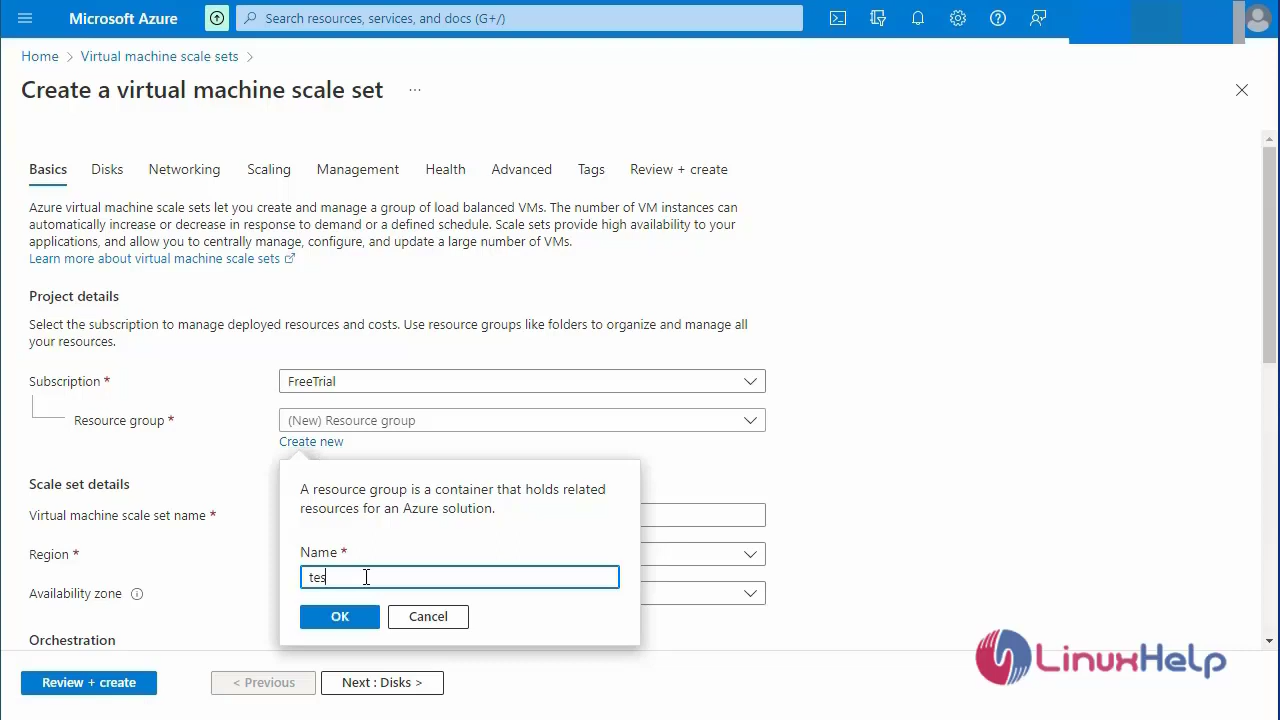 Microsoft Azure
Search resources, services, and docs (G+/)
Home > Virtual machine scale sets >
Create a virtual machine scale set ...
Basics Disks Networking Scaling Management Health Advanced Tags Review + create
Azure virtual machine scale sets let you create and manage a group of load balanced VMs. The number of VM instances can
automatically increase or decrease in response to demand or a defined schedule. Scale sets provide high availability to your
applications, and allow you to centrally manage, configure, and update a large number of VMs.
Learn more about virtual machine scale sets
Project details
Select the subscription to manage deployed resources and costs. Use resource groups like folders to organize and manage all
your resources.
Subscription * FreeTrial
Resource group * (New) Resource group
Create new
A resource group is a container that holds related
resources for an Azure solution.
Name *
tes
OK Cancel
Scale set details
Virtual machine scale set name *
Region *
Availability zone
Orchestration
Review + create < Previous Next : Disks >
LinuxHelp